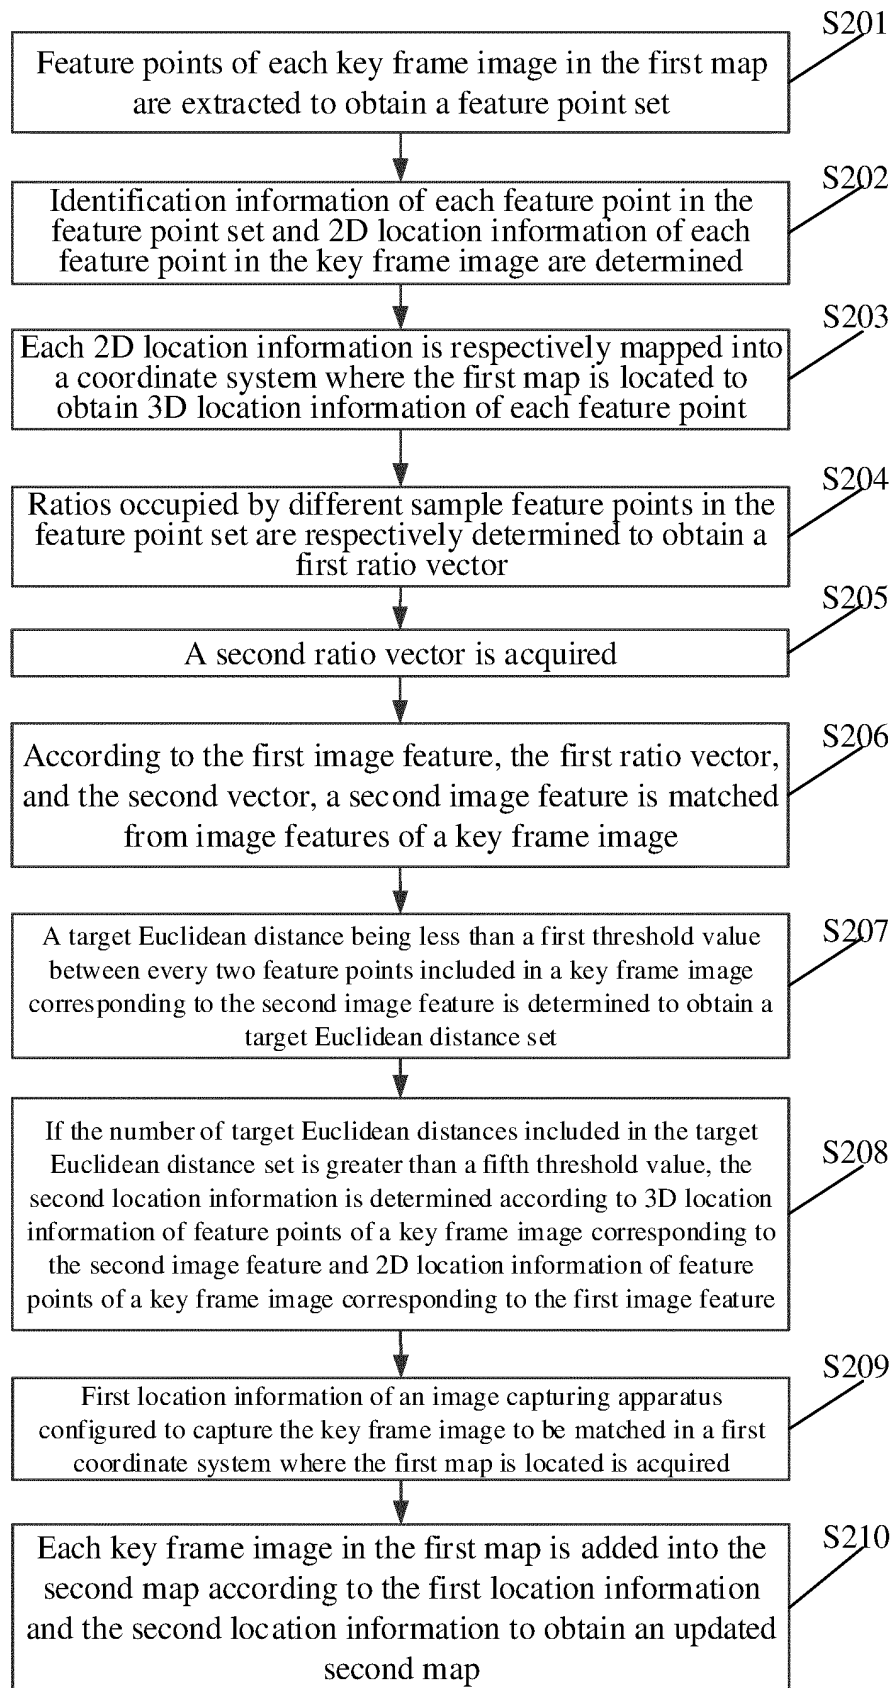 S201
Feature points of each key frame image in the first map
are extracted to obtain a feature point set
S202
Identification information of each feature point in the
feature point set and 2D location information of each
feature point in the key frame image are determined
S203
Each 2D location information is respectively mapped into
a coordinate system where the first map is located to
obtain 3D location information of each feature point
S204
Ratios occupied by different sample feature points in the
feature point set are respectively determined to obtain a
first ratio vector
S205
A second ratio vector is acquired
S206
According to the first image feature, the first ratio vector,
and the second vector, a second image feature is matched
from image features of a key frame image
S207
A target Euclidean distance being less than a first threshold value
between every two feature points included in a key frame image
corresponding to the second image feature is determined to obtain a
target Euclidean distance set
S208
If the number of target Euclidean distances included in the target
Euclidean distance set is greater than a fifth threshold value, the
second location information is determined according to 3D location
information of feature points of a key frame image corresponding to
the second image feature and 2D location information of feature
points of a key frame image corresponding to the first image feature
S209
First location information of an image capturing apparatus
configured to capture the key frame image to be matched in a first
coordinate system where the first map is located is acquired
S210
Each key frame image in the first map is added into the
second map according to the first location information
and the second location information to obtain an updated
second map